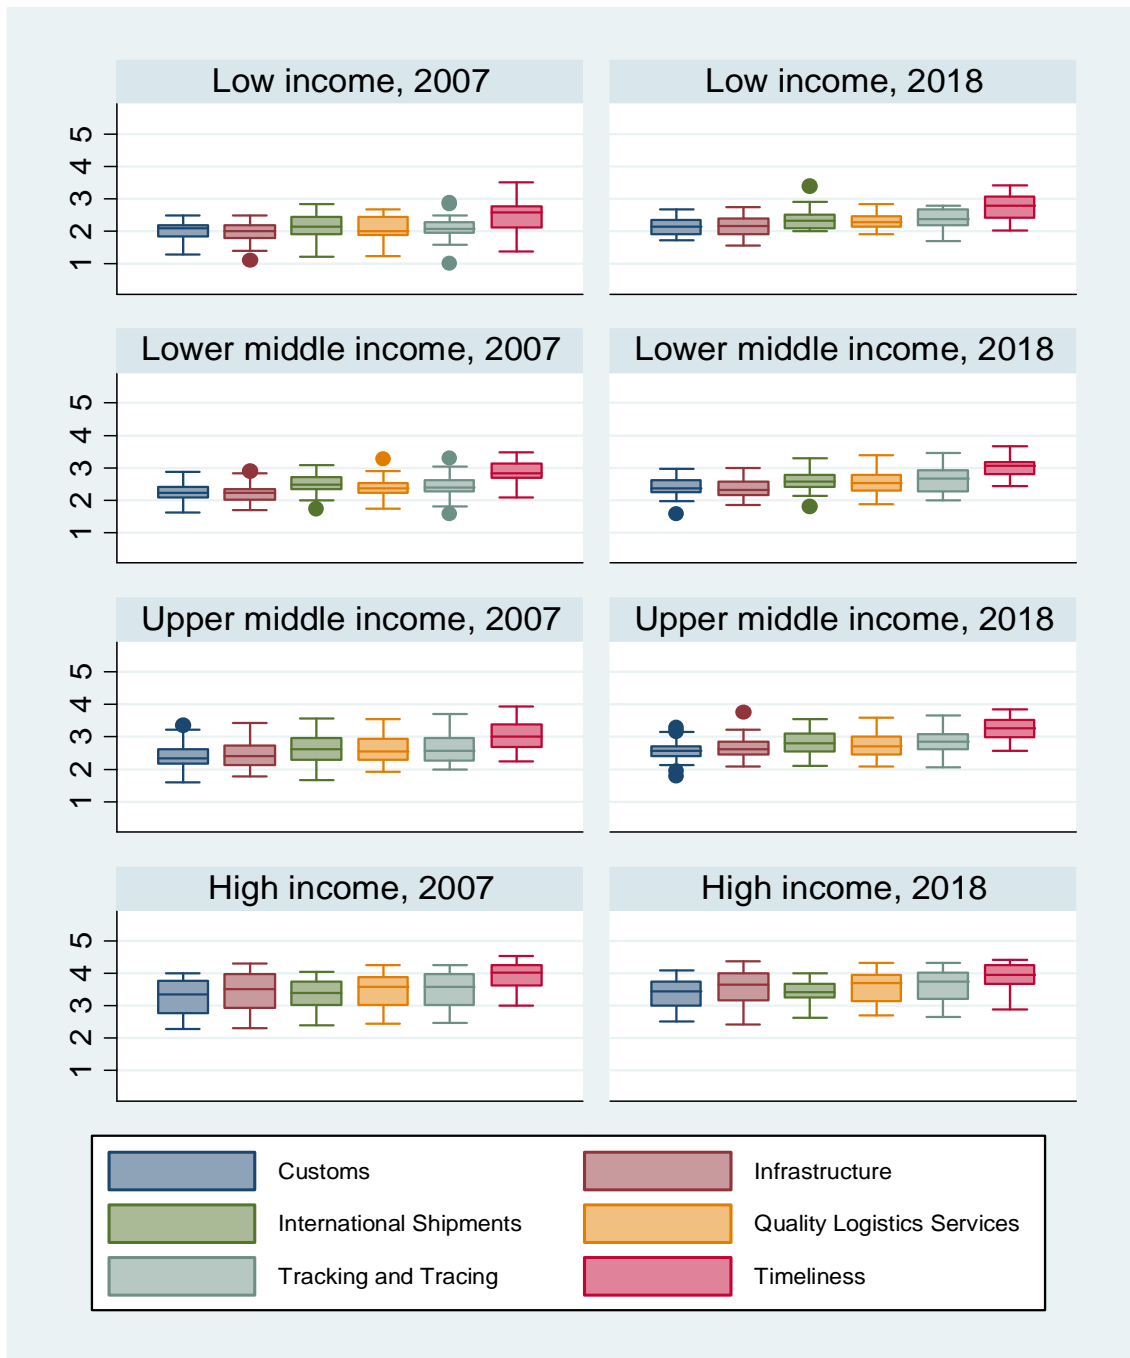 Low income, 2007
Low income, 2018
5
4
3
2
1
Lower middle income, 2007
Lower middle income, 2018
5
4
3
2
1
Upper middle income, 2007
Upper middle income, 2018
5
4
3
2
1
High income, 2007
High income, 2018
5
4
3
2
1
Customs
Infrastructure
International Shipments
Quality Logistics Services
Tracking and Tracing
Timeliness